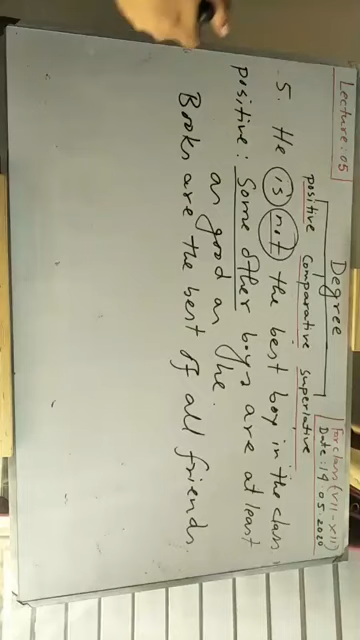 Lecture: 05
Degree
For class (VII-XII)
Date: 19.05.2020
positive comparative superlative
5. He is not the best boy in the class.
positive: Some other boys are at least
as good as he.
Books are the best of all friends.